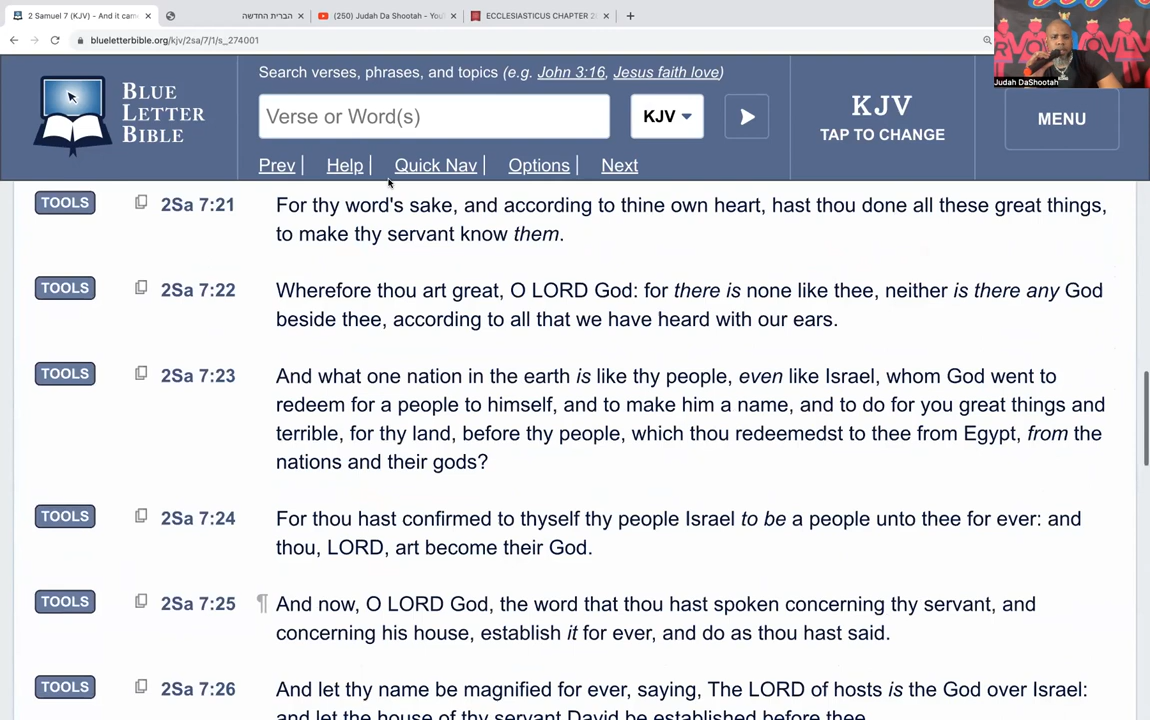 2 Samuel 7 (KJV) - And it cam
הברית החדשה
(250) Judah Da Shootah - You
ECCLESIASTICUS CHAPTER 2
blueletterbible.org/kjv/2sa/7/1/s_274001
Judah DaShootah
BLUE
LETTER
BIBLE
Search verses, phrases, and topics (e.g. John 3:16, Jesus faith love)
Verse or Word(s)
KJV
Prev | Help | Quick Nav | Options | Next
KJV
TAP TO CHANGE
MENU
TOOLS 2Sa 7:21 For thy word's sake, and according to thine own heart, hast thou done all these great things,
to make thy servant know them.
TOOLS 2Sa 7:22 Wherefore thou art great, O LORD God: for there is none like thee, neither is there any God
beside thee, according to all that we have heard with our ears.
TOOLS 2Sa 7:23 And what one nation in the earth is like thy people, even like Israel, whom God went to
redeem for a people to himself, and to make him a name, and to do for you great things and
terrible, for thy land, before thy people, which thou redeemedst to thee from Egypt, from the
nations and their gods?
TOOLS 2Sa 7:24 For thou hast confirmed to thyself thy people Israel to be a people unto thee for ever: and
thou, LORD, art become their God.
TOOLS 2Sa 7:25 ¶ And now, O LORD God, the word that thou hast spoken concerning thy servant, and
concerning his house, establish it for ever, and do as thou hast said.
TOOLS 2Sa 7:26 And let thy name be magnified for ever, saying, The LORD of hosts is the God over Israel:
and let the house of thy servant David be established before thee.